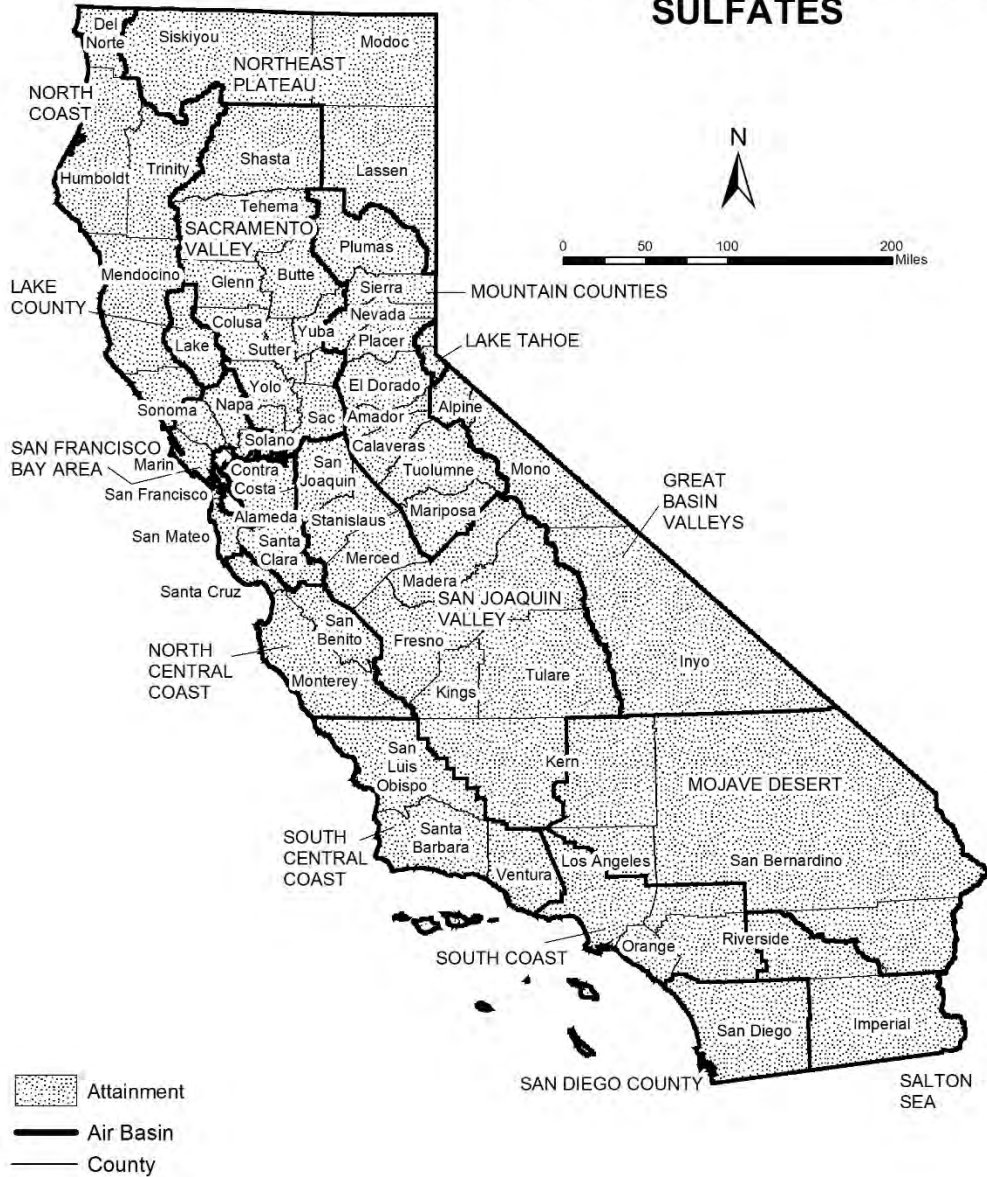 SULFATES
Del
Norte
Siskiyou
Modoc
NORTHEAST
PLATEAU
NORTH
COAST
N
Humboldt
Trinity
Shasta
Lassen
Tehema
SACRAMENTO
VALLEY
Plumas
0 50 100 200
Miles
Mendocino
Glenn
Butte
Sierra
MOUNTAIN COUNTIES
LAKE
COUNTY
Colusa
Yuba
Nevada
Lake
Sutter
Placer
LAKE TAHOE
Yolo
El Dorado
Sonoma
Napa
Sac
Amador
Alpine
Solano
Calaveras
SAN FRANCISCO
BAY AREA
Marin
Contra
Costa
San
Joaquin
Tuolumne
Mono
GREAT
BASIN
VALLEYS
San Francisco
Alameda
Stanislaus
Mariposa
San Mateo
Santa
Clara
Merced
Santa Cruz
Madera
SAN JOAQUIN
VALLEY
San
Benito
Fresno
NORTH
CENTRAL
COAST
Monterey
Kings
Tulare
Inyo
San
Luis
Obispo
Kern
MOJAVE DESERT
SOUTH
CENTRAL
COAST
Santa
Barbara
Ventura
Los Angeles
San Bernardino
SOUTH COAST
Orange
Riverside
San Diego
Imperial
SAN DIEGO COUNTY
SALTON
SEA
Attainment
Air Basin
County